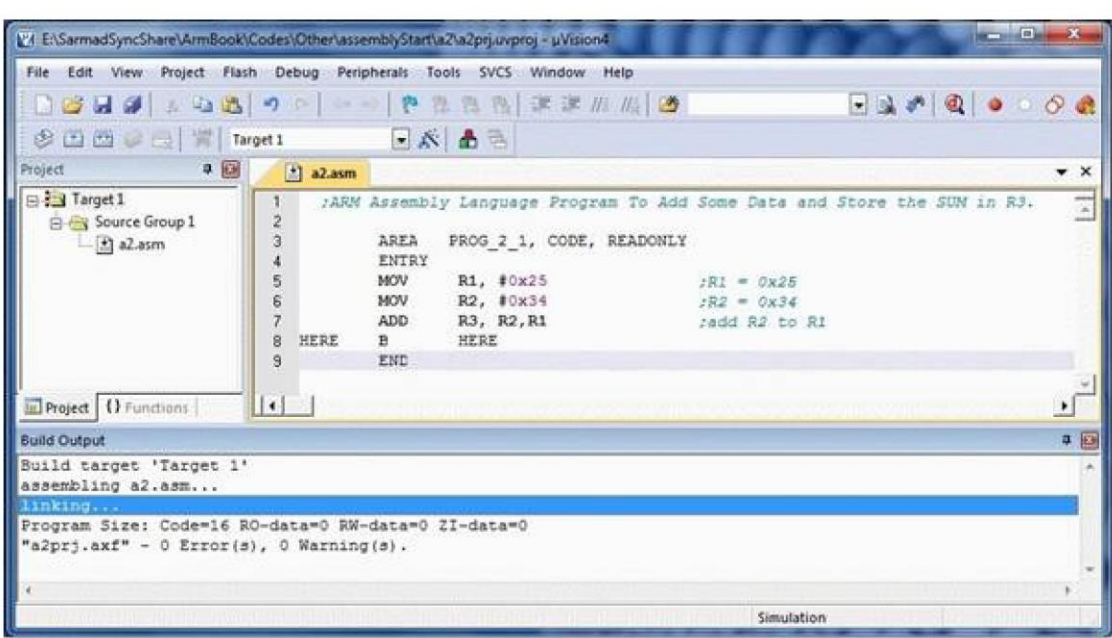 E:\SarmadSyncShare\ArmBook\Codes\Other\assemblyStart\a2\a2prj.uvproj - µVision4
File Edit View Project Flash Debug Peripherals Tools SVCS Window Help
Target 1
Project
a2.asm
Target 1
Source Group 1
a2.asm
1 ;ARM Assembly Language Program To Add Some Data and Store the SUM in R3.
2
3 AREA PROG_2_1, CODE, READONLY
4 ENTRY
5 MOV R1, #0x25 ;R1 = 0x25
6 MOV R2, #0x34 ;R2 = 0x34
7 ADD R3, R2,R1 ;add R2 to R1
8 HERE B HERE
9 END
Project {} Functions
Build Output
Build target 'Target 1'
assembling a2.asm...
linking...
Program Size: Code=16 RO-data=0 RW-data=0 ZI-data=0
"a2prj.axf" - 0 Error(s), 0 Warning(s).
Simulation